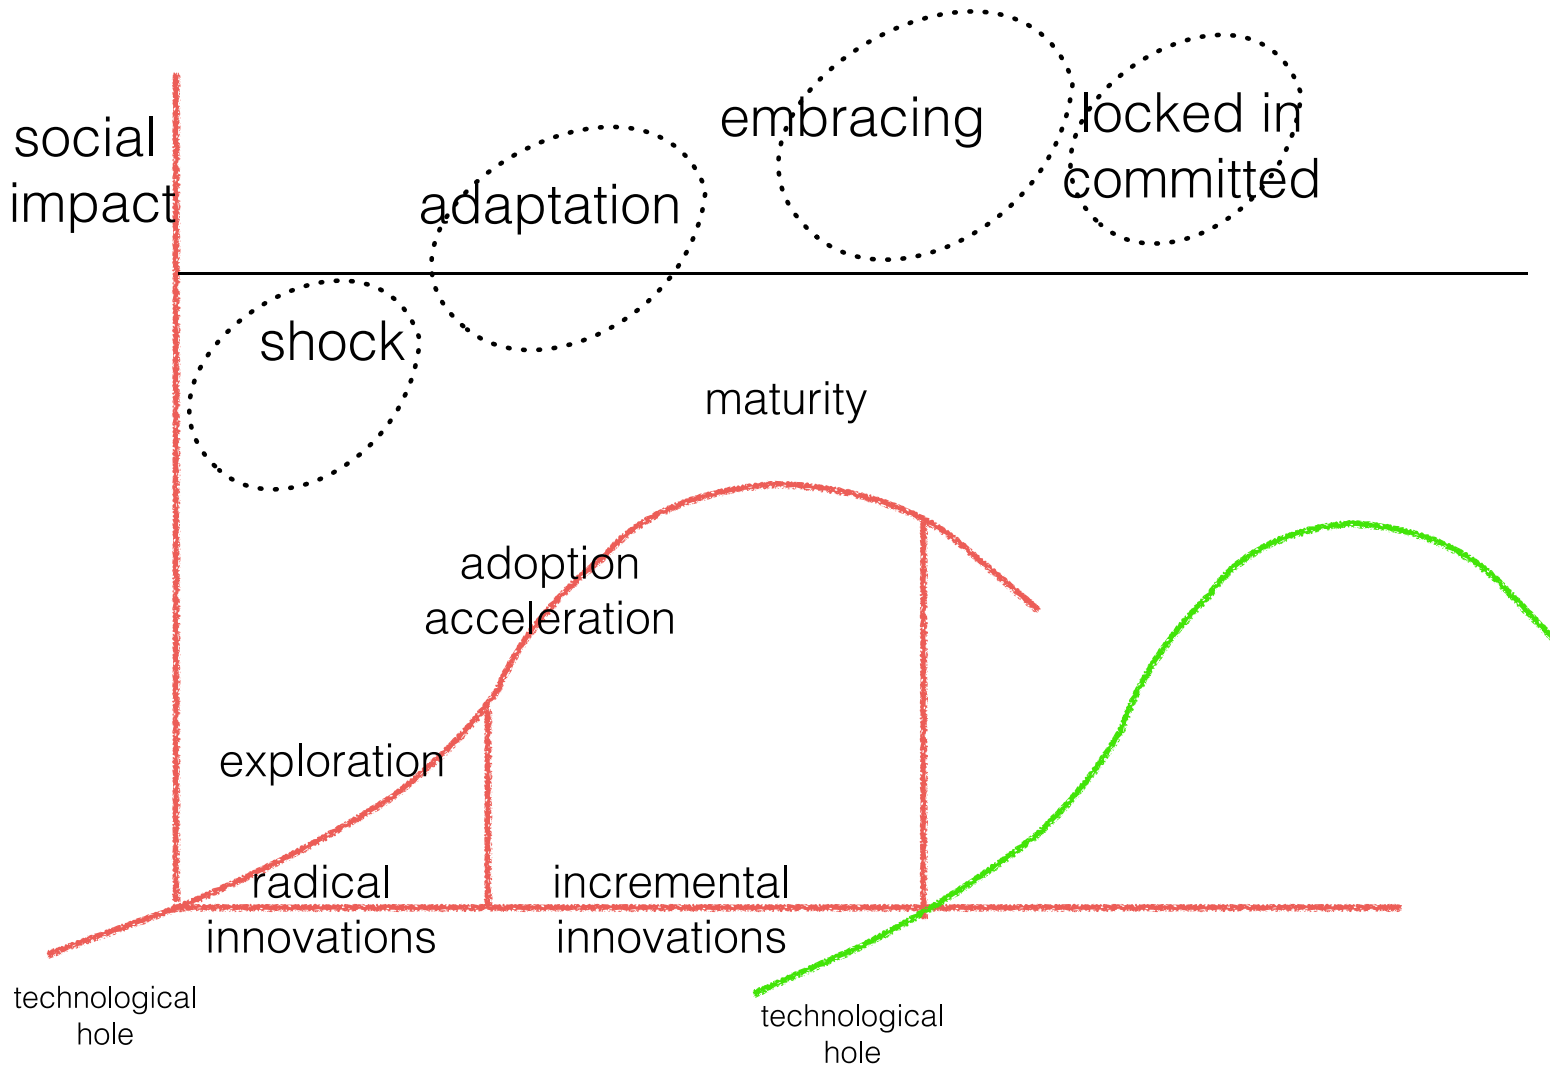 social
impact
shock
adaptation
embracing
locked in
committed
maturity
adoption
acceleration
exploration
radical
innovations
incremental
innovations
technological
hole
technological
hole